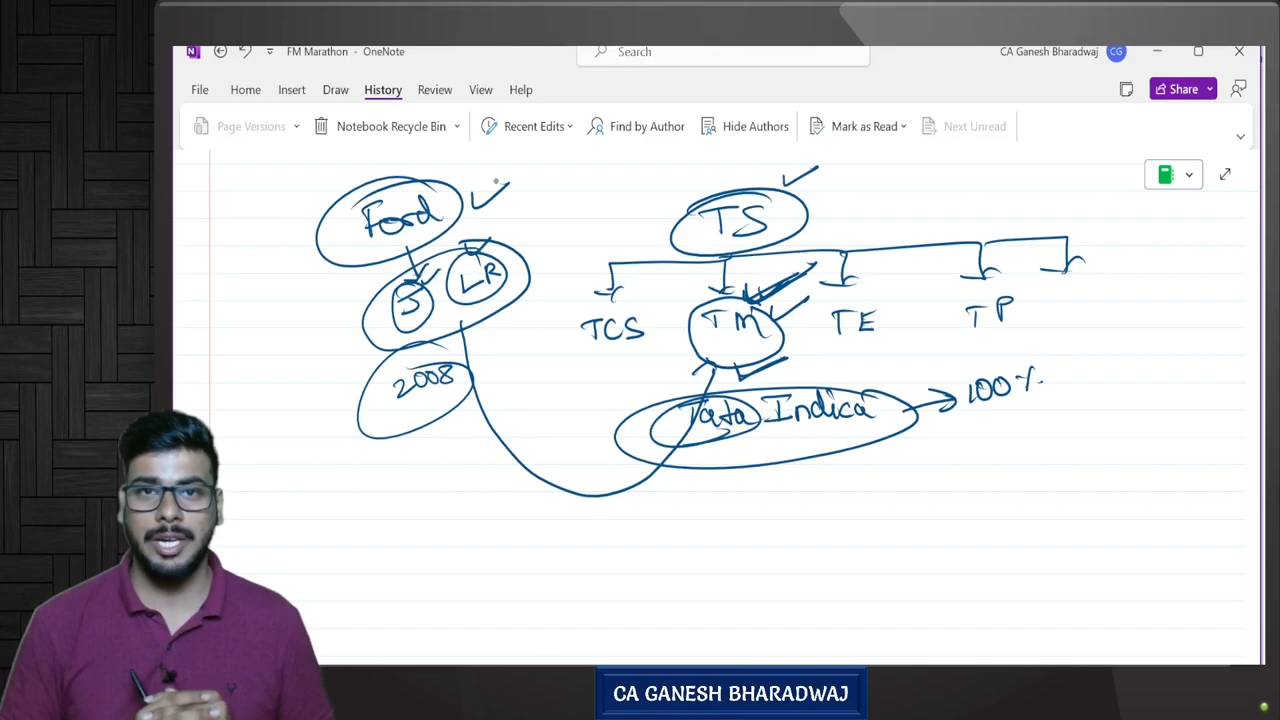 FM Marathon - OneNote
Search
CA Ganesh Bharadwaj CG
File Home Insert Draw History Review View Help
Share
Page Versions Notebook Recycle Bin Recent Edits Find by Author Hide Authors Mark as Read Next Unread
Ford TS
J LR
TCS TM TE TP
2008
Tata Indica 100%
CA GANESH BHARADWAJ